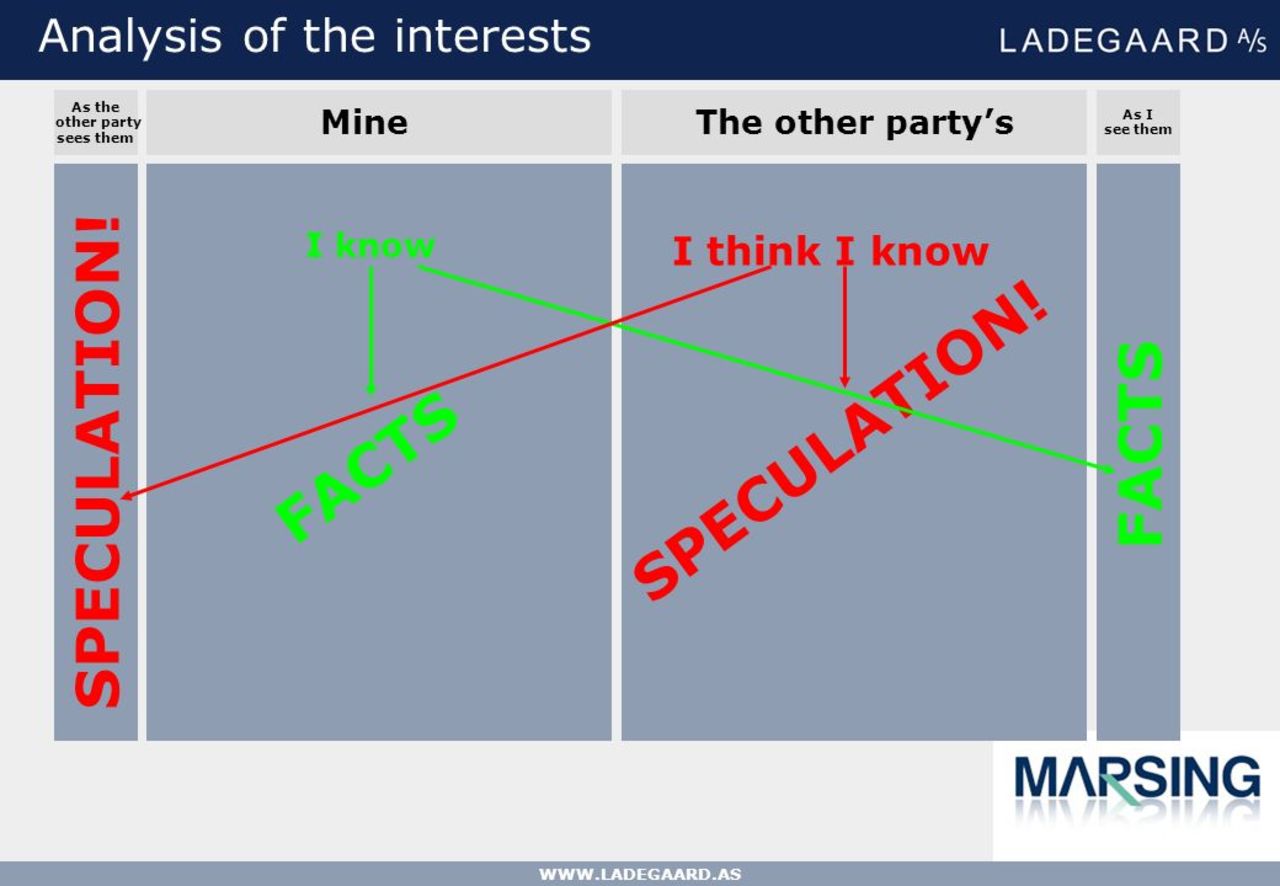 Analysis of the interests
LADEGAARD A/S
As the
other party
sees them
Mine
The other party’s
As I
see them
SPECULATION!
I know
FACTS
I think I know
SPECULATION!
FACTS
MARSING
WWW.LADEGAARD.AS